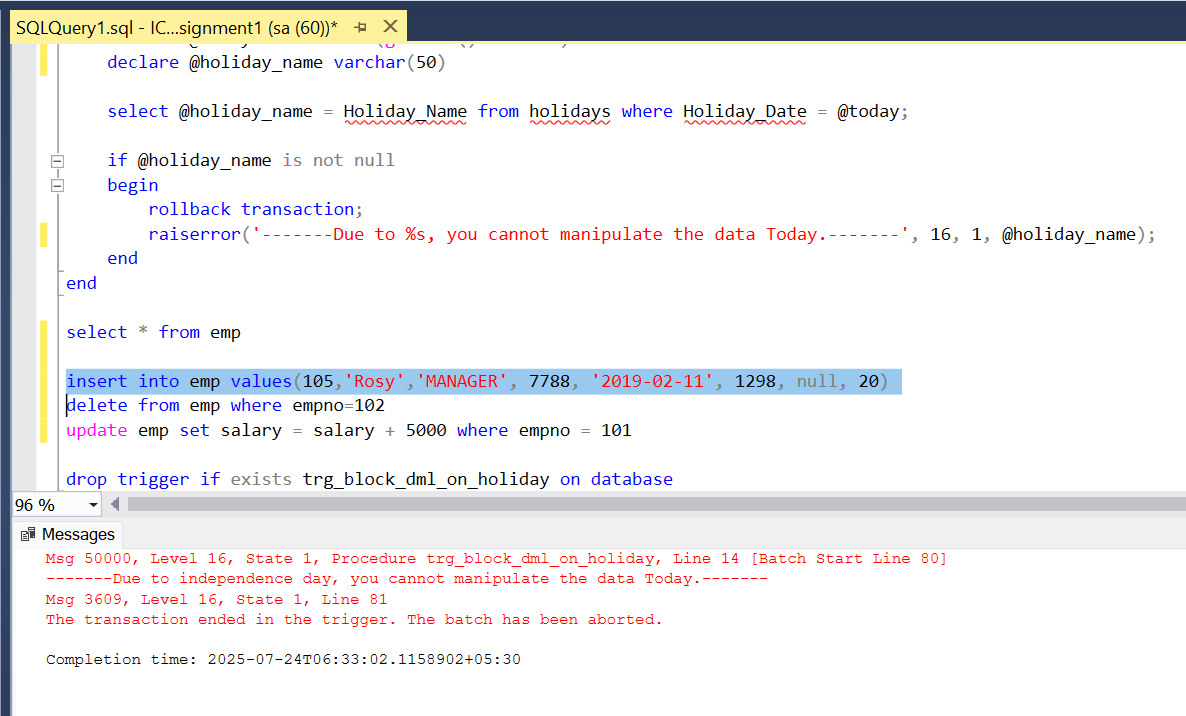 SQLQuery1.sql - IC...signment1 (sa (60))*
declare @holiday_name varchar(50)
select @holiday_name = Holiday_Name from holidays where Holiday_Date = @today;
if @holiday_name is not null
begin
rollback transaction;
raiserror('-------Due to %s, you cannot manipulate the data Today.-------', 16, 1, @holiday_name);
end
end
select * from emp
insert into emp values(105,'Rosy','MANAGER', 7788, '2019-02-11', 1298, null, 20)
delete from emp where empno=102
update emp set salary = salary + 5000 where empno = 101
drop trigger if exists trg_block_dml_on_holiday on database
96 %
Messages
Msg 50000, Level 16, State 1, Procedure trg_block_dml_on_holiday, Line 14 [Batch Start Line 80]
-------Due to independence day, you cannot manipulate the data Today.-------
Msg 3609, Level 16, State 1, Line 81
The transaction ended in the trigger. The batch has been aborted.
Completion time: 2025-07-24T06:33:02.1158902+05:30